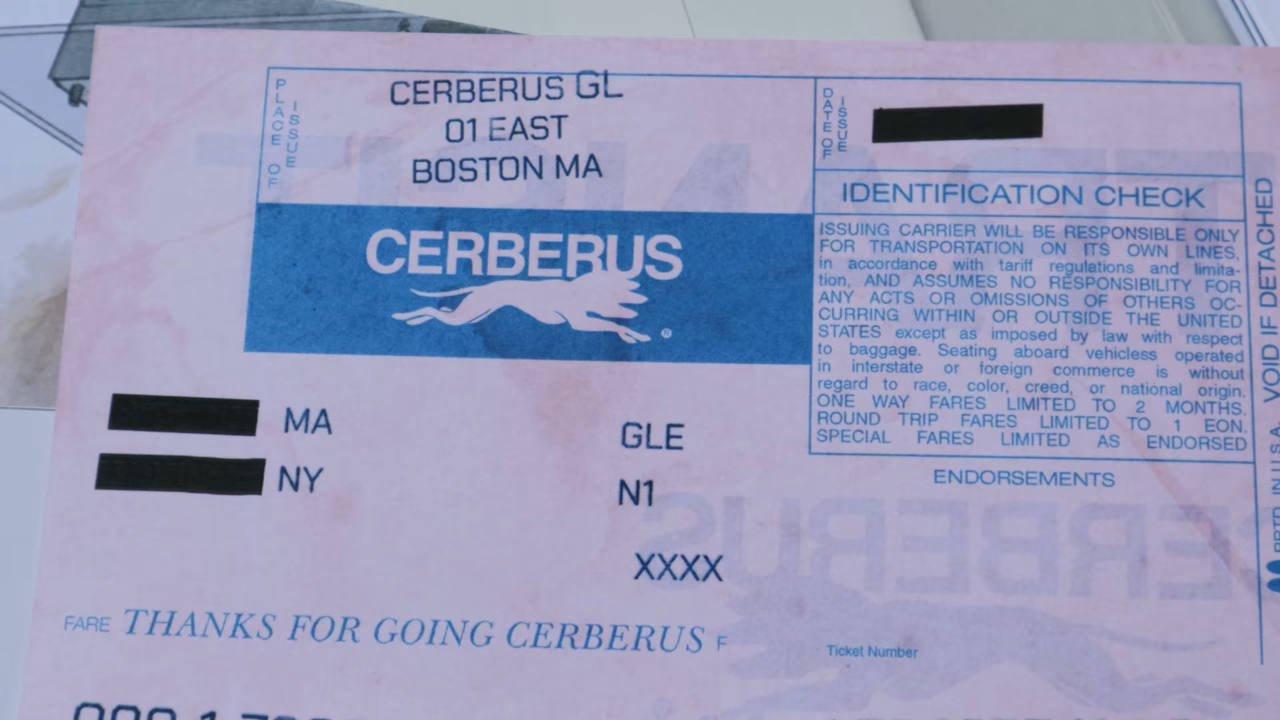 PLACE OF ISSUE
CERBERUS GL
01 EAST
BOSTON MA
DATE OF ISSUE
IDENTIFICATION CHECK
CERBERUS
®
ISSUING CARRIER WILL BE RESPONSIBLE ONLY
FOR TRANSPORTATION ON ITS OWN LINES,
in accordance with tariff regulations and limita-
tion, AND ASSUMES NO RESPONSIBILITY FOR
ANY ACTS OR OMISSIONS OF OTHERS OC-
CURRING WITHIN OR OUTSIDE THE UNITED
STATES except as imposed by law with respect
to baggage. Seating aboard vehicless operated
in interstate or foreign commerce is without
regard to race, color, creed, or national origin.
ONE WAY FARES LIMITED TO 2 MONTHS.
ROUND TRIP FARES LIMITED TO 1 EON.
SPECIAL FARES LIMITED AS ENDORSED
ENDORSEMENTS
MA
GLE
NY
N1
XXXX
FARE THANKS FOR GOING CERBERUS F
Ticket Number
VOID IF DETACHED
PRTD IN U.S.A.
CERBERUS